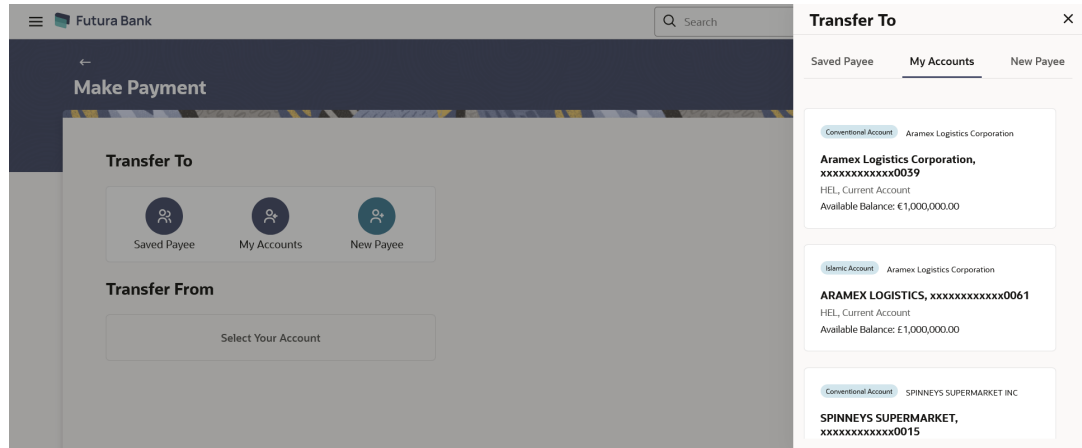 Futura Bank
Search
Make Payment
Transfer To
Saved Payee
My Accounts
New Payee
Transfer From
Select Your Account
Transfer To
Saved Payee
My Accounts
New Payee
Conventional Account
Aramex Logistics Corporation
Aramex Logistics Corporation,
xxxxxxxxxxxx0039
HEL, Current Account
Available Balance: €1,000,000.00
Islamic Account
Aramex Logistics Corporation
ARAMEX LOGISTICS, xxxxxxxxxxxx0061
HEL, Current Account
Available Balance: £1,000,000.00
Conventional Account
SPINNEYS SUPERMARKET INC
SPINNEYS SUPERMARKET,
xxxxxxxxxxxx0015